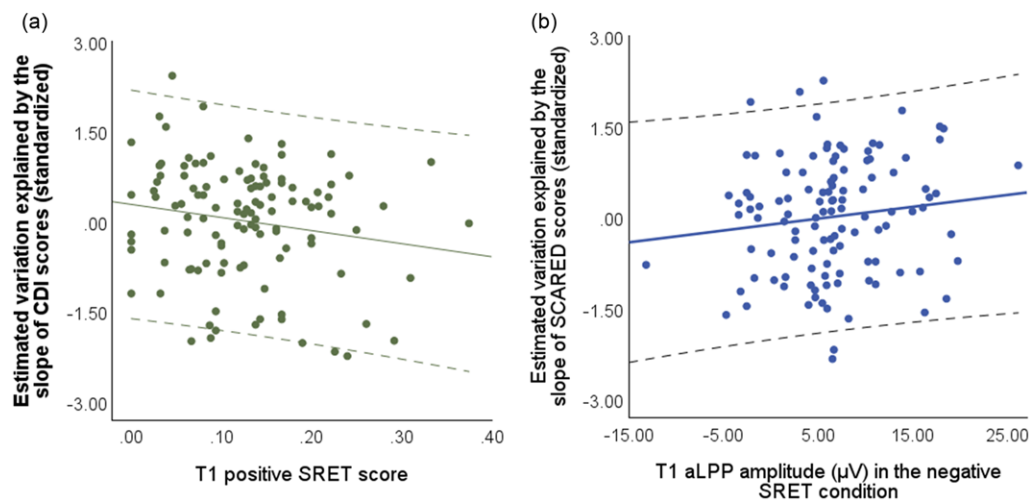 (a)
Estimated variation explained by the
slope of CDI scores (standardized)
3.00
1.50
.00
-1.50
-3.00
.00 .10 .20 .30 .40
T1 positive SRET score
(b)
Estimated variation explained by the
slope of SCARED scores (standardized)
3.00
1.50
.00
-1.50
-3.00
-15.00 -5.00 5.00 15.00 25.00
T1 aLPP amplitude (μV) in the negative
SRET condition